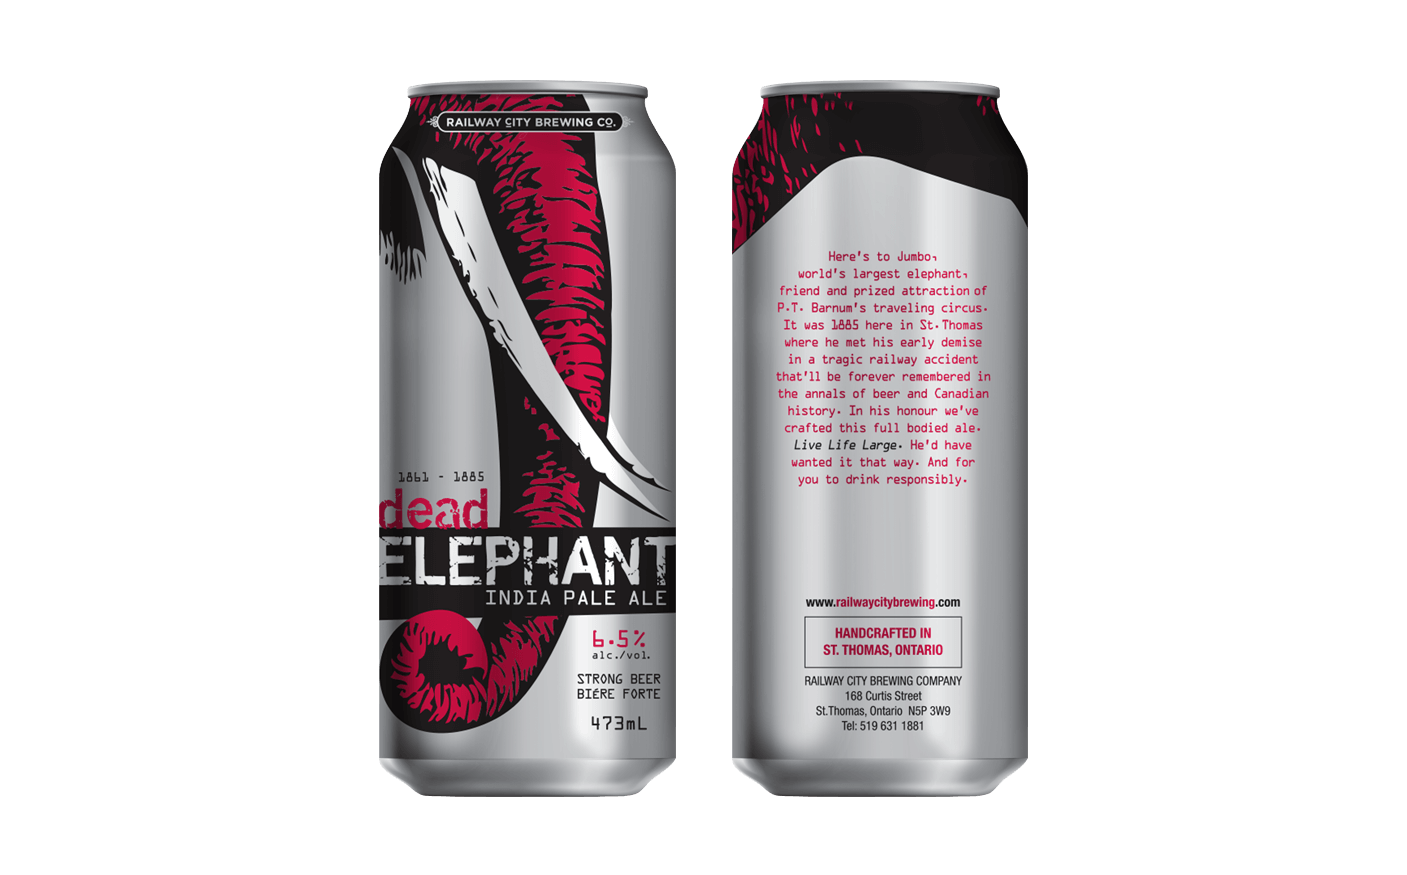 RAILWAY CITY BREWING CO.
1861 - 1885
dead
ELEPHANT
INDIA PALE ALE
6.5%
alc./vol.
STRONG BEER
BIÉRE FORTE
473mL
Here's to Jumbo,
world's largest elephant,
friend and prized attraction of
P.T. Barnum's traveling circus.
It was 1885 here in St.Thomas
where he met his early demise
in a tragic railway accident
that'll be forever remembered in
the annals of beer and Canadian
history. In his honour we've
crafted this full bodied ale.
Live Life Large. He'd have
wanted it that way. And for
you to drink responsibly.
www.railwaycitybrewing.com
HANDCRAFTED IN
ST. THOMAS, ONTARIO
RAILWAY CITY BREWING COMPANY
168 Curtis Street
St.Thomas, Ontario N5P 3W9
Tel: 519 631 1881